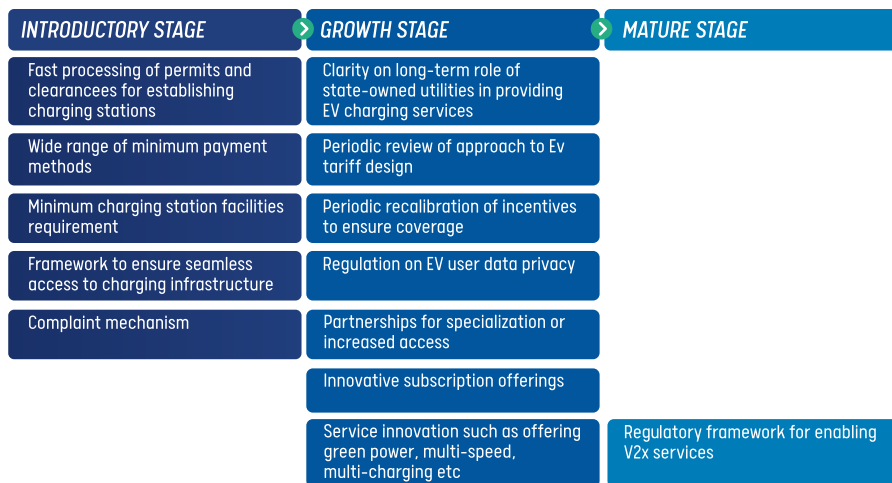 INTRODUCTORY STAGE
Fast processing of permits and
clearancees for establishing
charging stations
Wide range of minimum payment
methods
Minimum charging station facilities
requirement
Framework to ensure seamless
access to charging infrastructure
Complaint mechanism
GROWTH STAGE
Clarity on long-term role of
state-owned utilities in providing
EV charging services
Periodic review of approach to Ev
tariff design
Periodic recalibration of incentives
to ensure coverage
Regulation on EV user data privacy
Partnerships for specialization or
increased access
Innovative subscription offerings
Service innovation such as offering
green power, multi-speed,
multi-charging etc
MATURE STAGE
Regulatory framework for enabling
V2x services